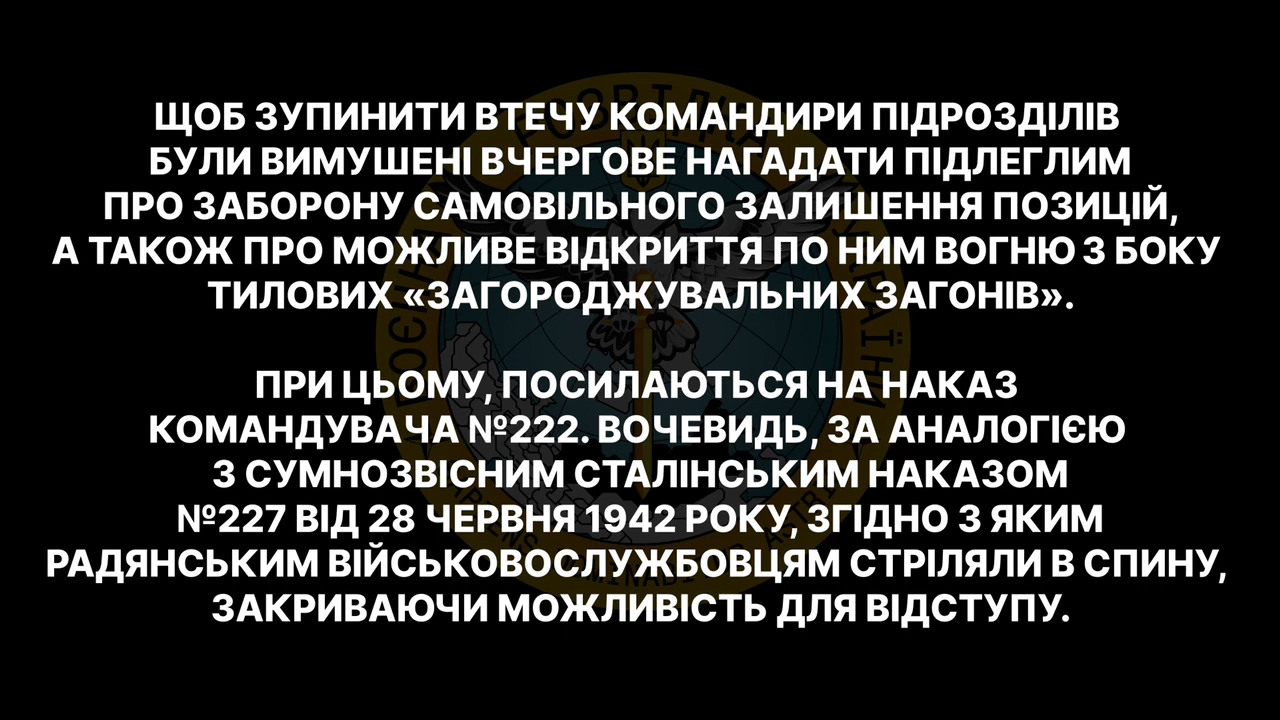 ЩОБ ЗУПИНИТИ ВТЕЧУ КОМАНДИРИ ПІДРОЗДІЛІВ
БУЛИ ВИМУШЕНІ ВЧЕРГОВЕ НАГАДАТИ ПІДЛЕГЛИМ
ПРО ЗАБОРОНУ САМОВІЛЬНОГО ЗАЛИШЕННЯ ПОЗИЦІЙ,
А ТАКОЖ ПРО МОЖЛИВЕ ВІДКРИТТЯ ПО НИМ ВОГНЮ З БОКУ
ТИЛОВИХ «ЗАГОРОДЖУВАЛЬНИХ ЗАГОНІВ».
ПРИ ЦЬОМУ, ПОСИЛАЮТЬСЯ НА НАКАЗ
КОМАНДУВАЧА №222. ВОЧЕВИДЬ, ЗА АНАЛОГІЄЮ
З СУМНОЗВІСНИМ СТАЛІНСЬКИМ НАКАЗОМ
№227 ВІД 28 ЧЕРВНЯ 1942 РОКУ, ЗГІДНО З ЯКИМ
РАДЯНСЬКИМ ВІЙСЬКОВОСЛУЖБОВЦЯМ СТРІЛЯЛИ В СПИНУ,
ЗАКРИВАЮЧИ МОЖЛИВІСТЬ ДЛЯ ВІДСТУПУ.